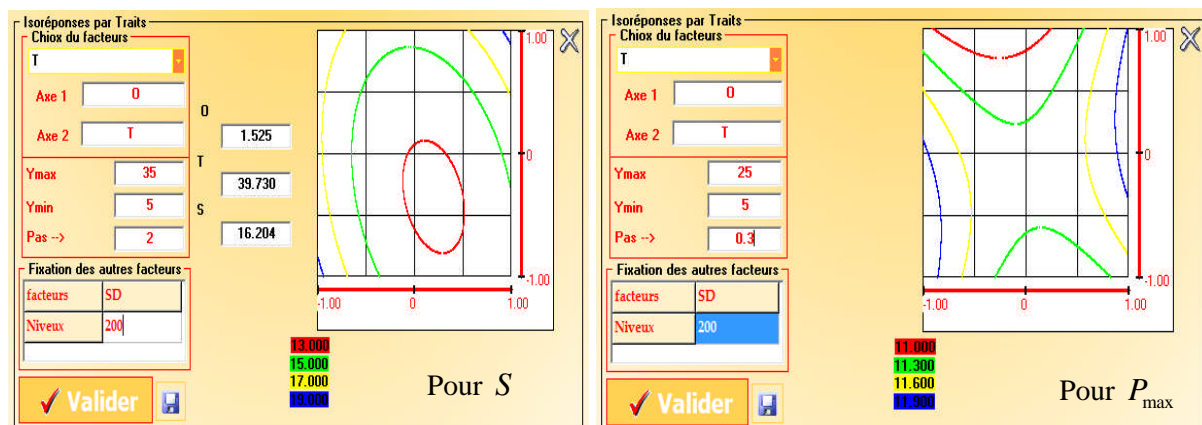 Isoréponses par Traits
Chiox du facteurs
T
Axe 1 O
Axe 2 T
Ymax 35
Ymin 5
Pas --> 2
O
1.525
T
39.730
S
16.204
1.00
0
-1.00
-1.00 0 1.00
Fixation des autres facteurs
facteurs SD
Niveux 200
13.000
15.000
17.000
19.000
Valider
Pour S
Isoréponses par Traits
Chiox du facteurs
T
Axe 1 O
Axe 2 T
Ymax 25
Ymin 5
Pas --> 0.3
1.00
0
-1.00
-1.00 0 1.00
Fixation des autres facteurs
facteurs SD
Niveux 200
11.000
11.300
11.600
11.900
Valider
Pour Pmax